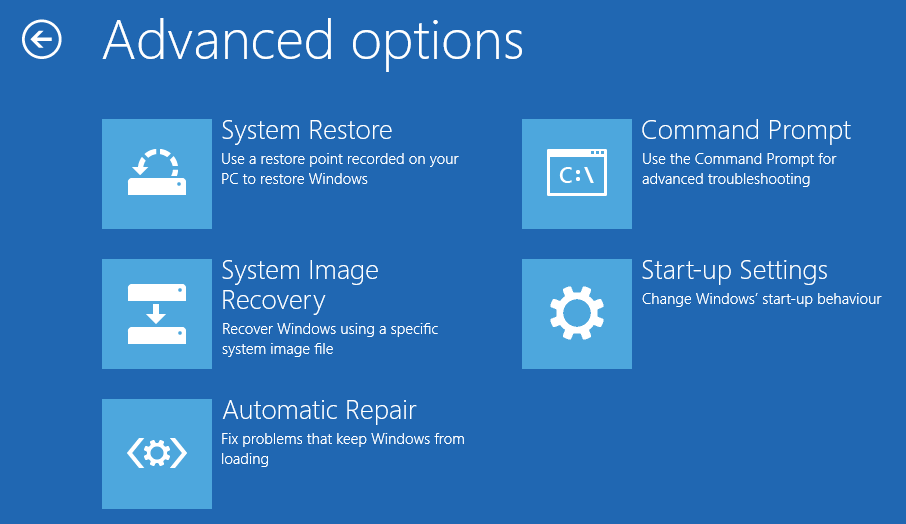 Advanced options
System Restore
Use a restore point recorded on your
PC to restore Windows
Command Prompt
Use the Command Prompt for
advanced troubleshooting
C:\
System Image
Recovery
Recover Windows using a specific
system image file
Start-up Settings
Change Windows’ start-up behaviour
Automatic Repair
Fix problems that keep Windows from
loading